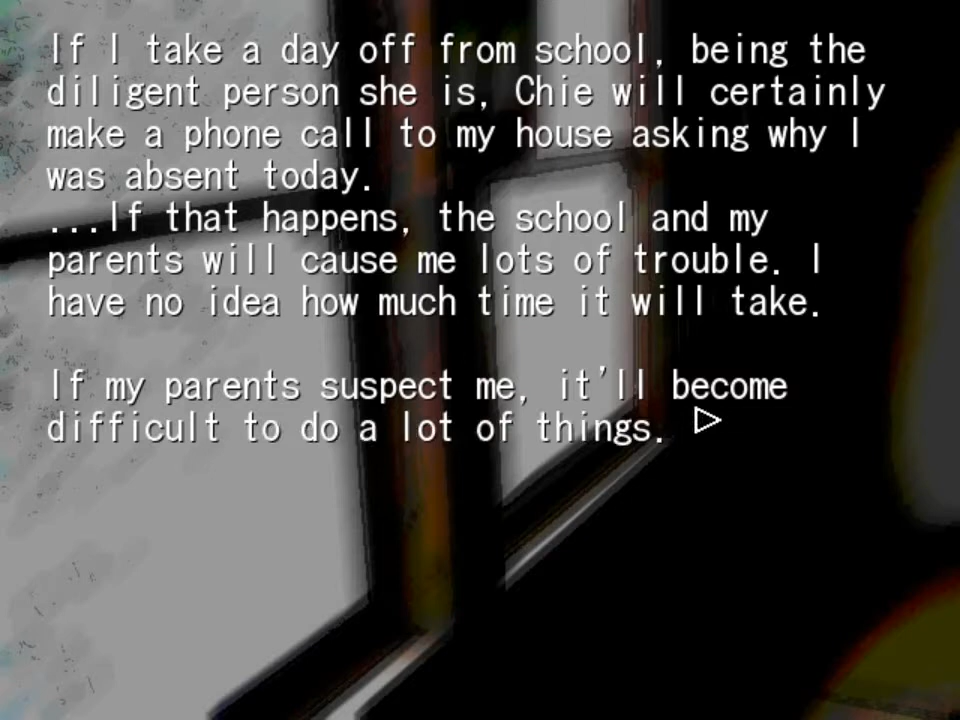 If I take a day off from school, being the
diligent person she is, Chie will certainly
make a phone call to my house asking why I
was absent today.
...If that happens, the school and my
parents will cause me lots of trouble. I
have no idea how much time it will take.
If my parents suspect me, it'll become
difficult to do a lot of things.